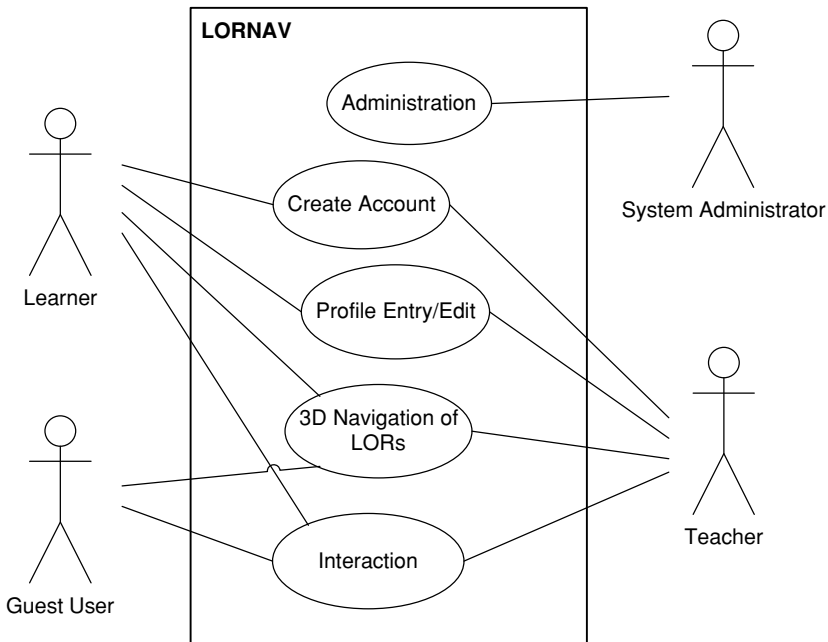 LORNAV
Administration
System Administrator
Create Account
Learner
Profile Entry/Edit
3D Navigation of
LORs
Teacher
Guest User
Interaction